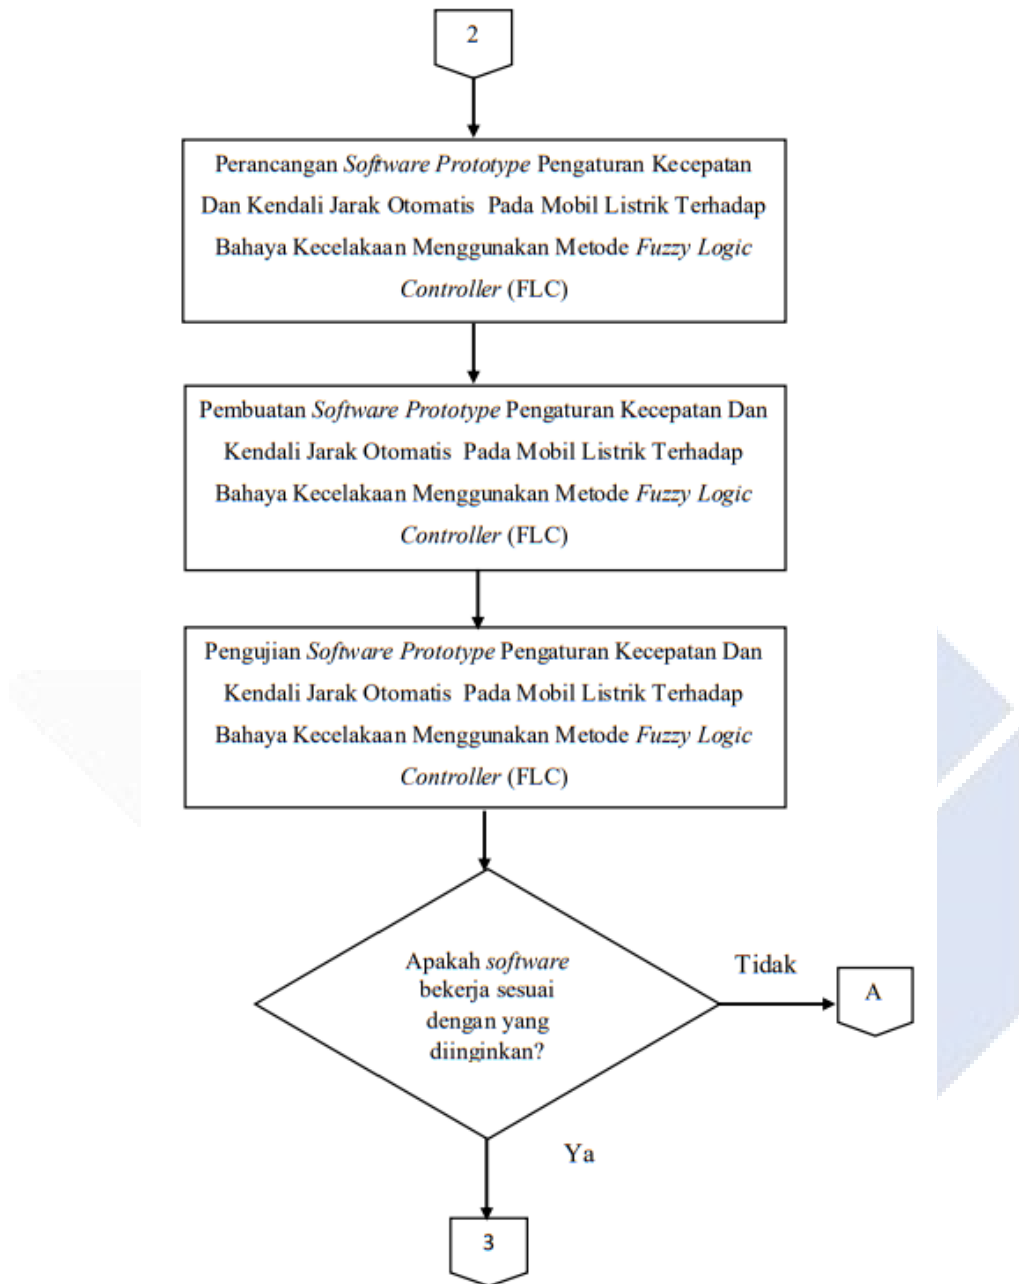 2
Perancangan Software Prototype Pengaturan Kecepatan
Dan Kendali Jarak Otomatis Pada Mobil Listrik Terhadap
Bahaya Kecelakaan Menggunakan Metode Fuzzy Logic
Controller (FLC)
Pembuatan Software Prototype Pengaturan Kecepatan Dan
Kendali Jarak Otomatis Pada Mobil Listrik Terhadap
Bahaya Kecelakaan Menggunakan Metode Fuzzy Logic
Controller (FLC)
Pengujian Software Prototype Pengaturan Kecepatan Dan
Kendali Jarak Otomatis Pada Mobil Listrik Terhadap
Bahaya Kecelakaan Menggunakan Metode Fuzzy Logic
Controller (FLC)
Apakah software
bekerja sesuai
dengan yang
diinginkan?
Tidak
A
Ya
3